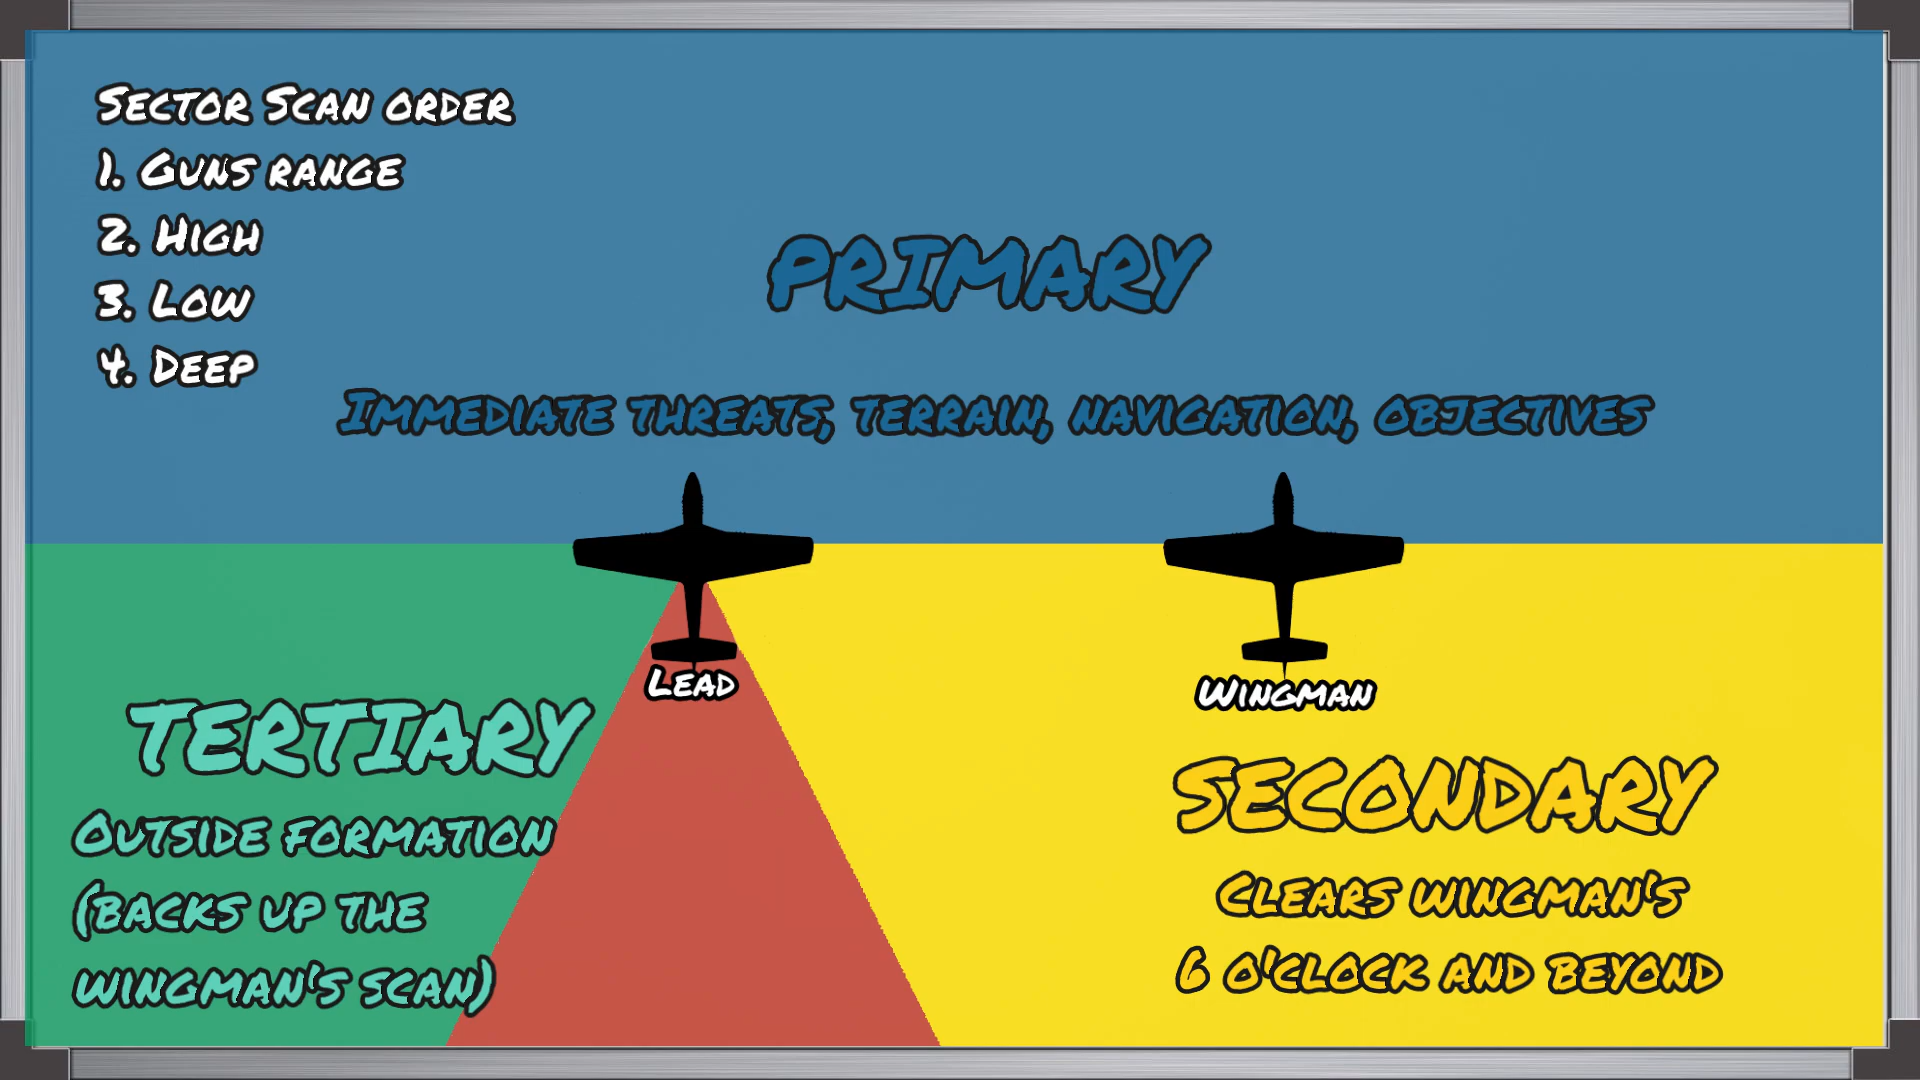 Sector Scan order
1. Guns range
2. High
3. Low
4. Deep
PRIMARY
Immediate threats, terrain, navigation, objectives
Lead
Wingman
TERTIARY
Outside formation
(backs up the
wingman's scan)
SECONDARY
Clears wingman's
6 o'clock and beyond